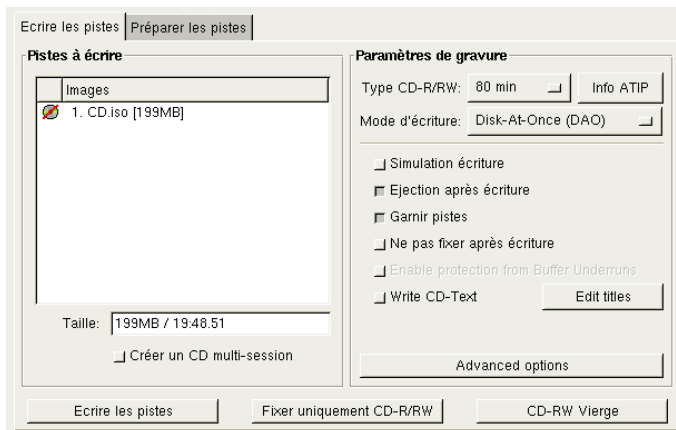 Ecrire les pistes
Préparer les pistes
Pistes à écrire
Images
1. CD.iso [199MB]
Taille: 199MB / 19:48.51
Créer un CD multi-session
Paramètres de gravure
Type CD-R/RW: 80 min Info ATIP
Mode d'écriture: Disk-At-Once (DAO)
Simulation écriture
Ejection après écriture
Garnir pistes
Ne pas fixer après écriture
Enable protection from Buffer Underruns
Write CD-Text Edit titles
Advanced options
Ecrire les pistes
Fixer uniquement CD-R/RW
CD-RW Vierge